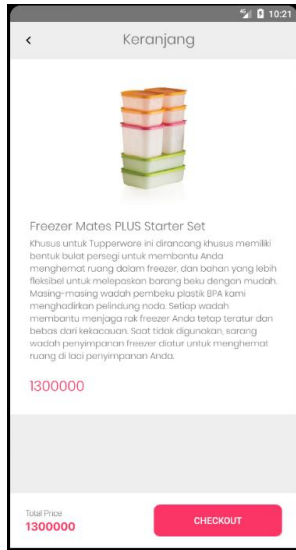 10:21
Keranjang
Freezer Mates PLUS Starter Set
Khusus untuk Tupperware ini dirancang khusus memiliki
bentuk bulat persegi untuk membantu Anda
menghemat ruang dalam freezer, dan bahan yang lebih
fleksibel untuk melepaskan barang beku dengan mudah.
Masing-masing wadah pembeku plastik BPA kami
menghadirkan pelindung noda. Setiap wadah
membantu menjaga rak freezer Anda tetap teratur dan
bebas dari kekacauan. Saat tidak digunakan, sarang
wadah penyimpanan freezer diatur untuk menghemat
ruang di laci penyimpanan Anda.
1300000
Total Price
1300000
CHECKOUT